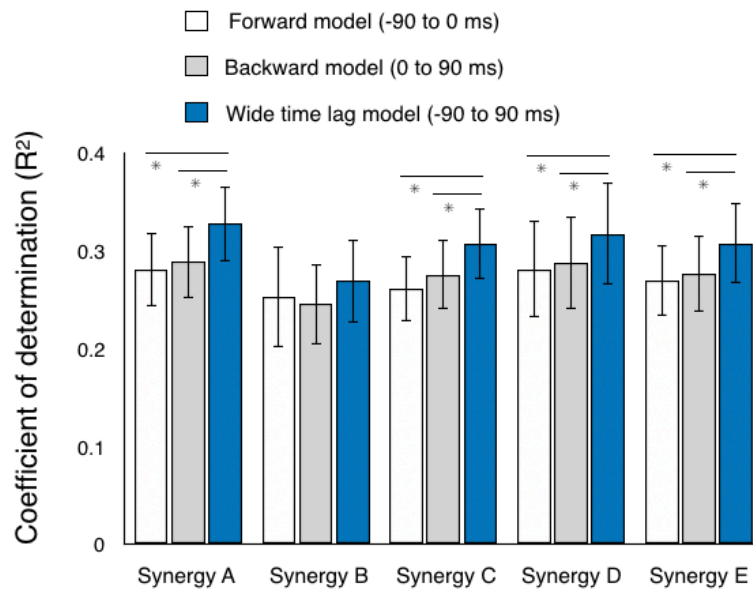 Forward model (-90 to 0 ms)
Backward model (0 to 90 ms)
Wide time lag model (-90 to 90 ms)
Coefficient of determination (R²)
0.4
0.3
0.2
0.1
0
* * * * * * * *
Synergy A Synergy B Synergy C Synergy D Synergy E